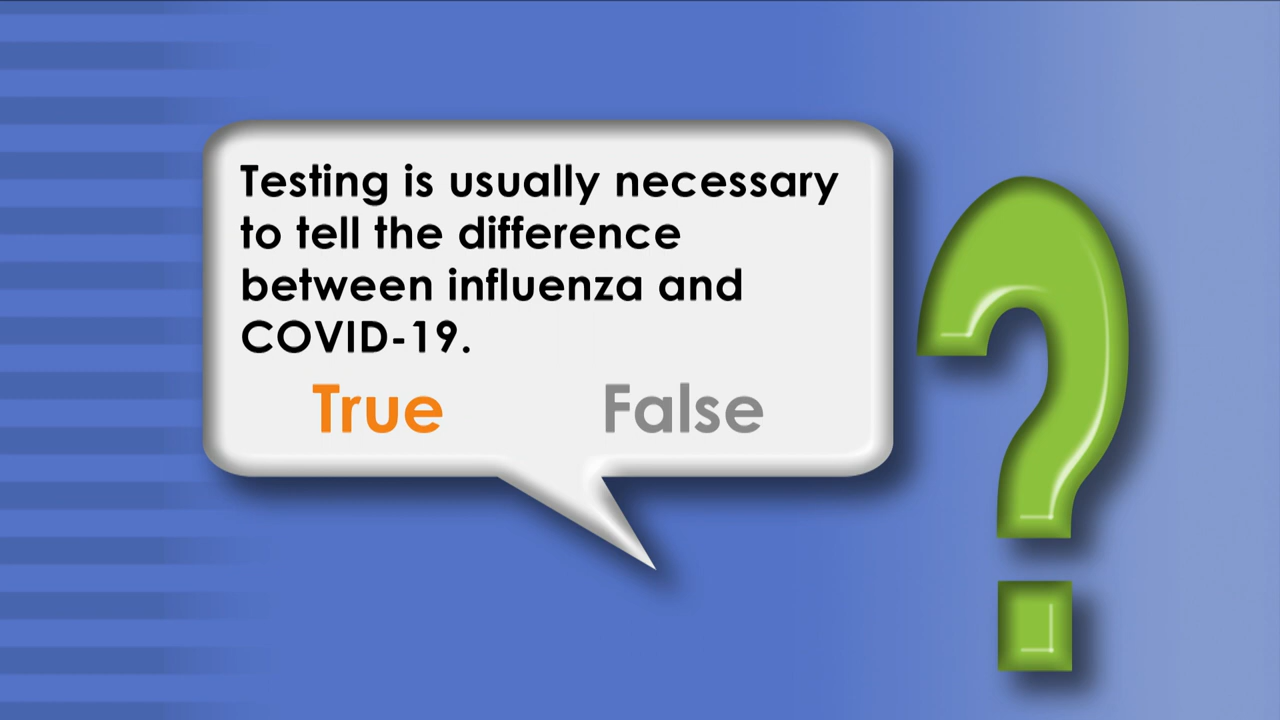 Testing is usually necessary
to tell the difference
between influenza and
COVID-19.
True False
?